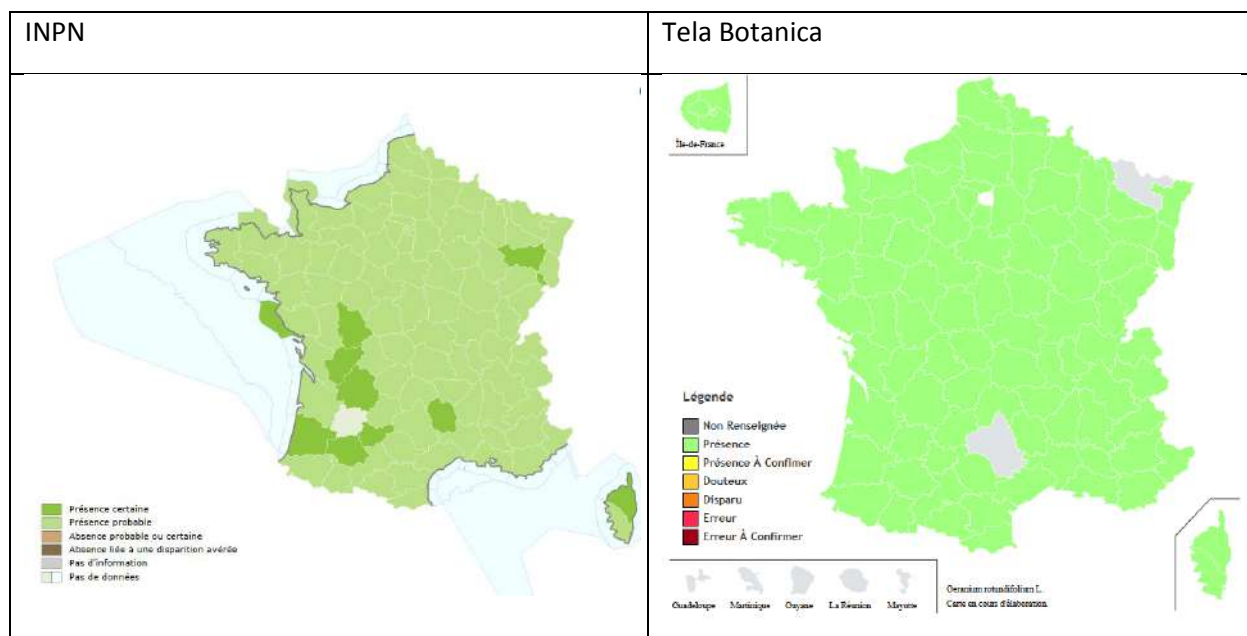 INPN
Tela Botanica
Présence certaine
Présence probable
Absence probable ou certaine
Absence liée à une disparition avérée
Pas d'information
Pas de données
Île-de-France
Légende
Non Renseignée
Présence
Présence À Confimer
Douteux
Disparu
Erreur
Erreur À Confirmer
Guadeloupe
Martinique
Guyane
La Réunion
Mayotte
Geranium rotundifolium L.
Carte en cours d'élaboration.